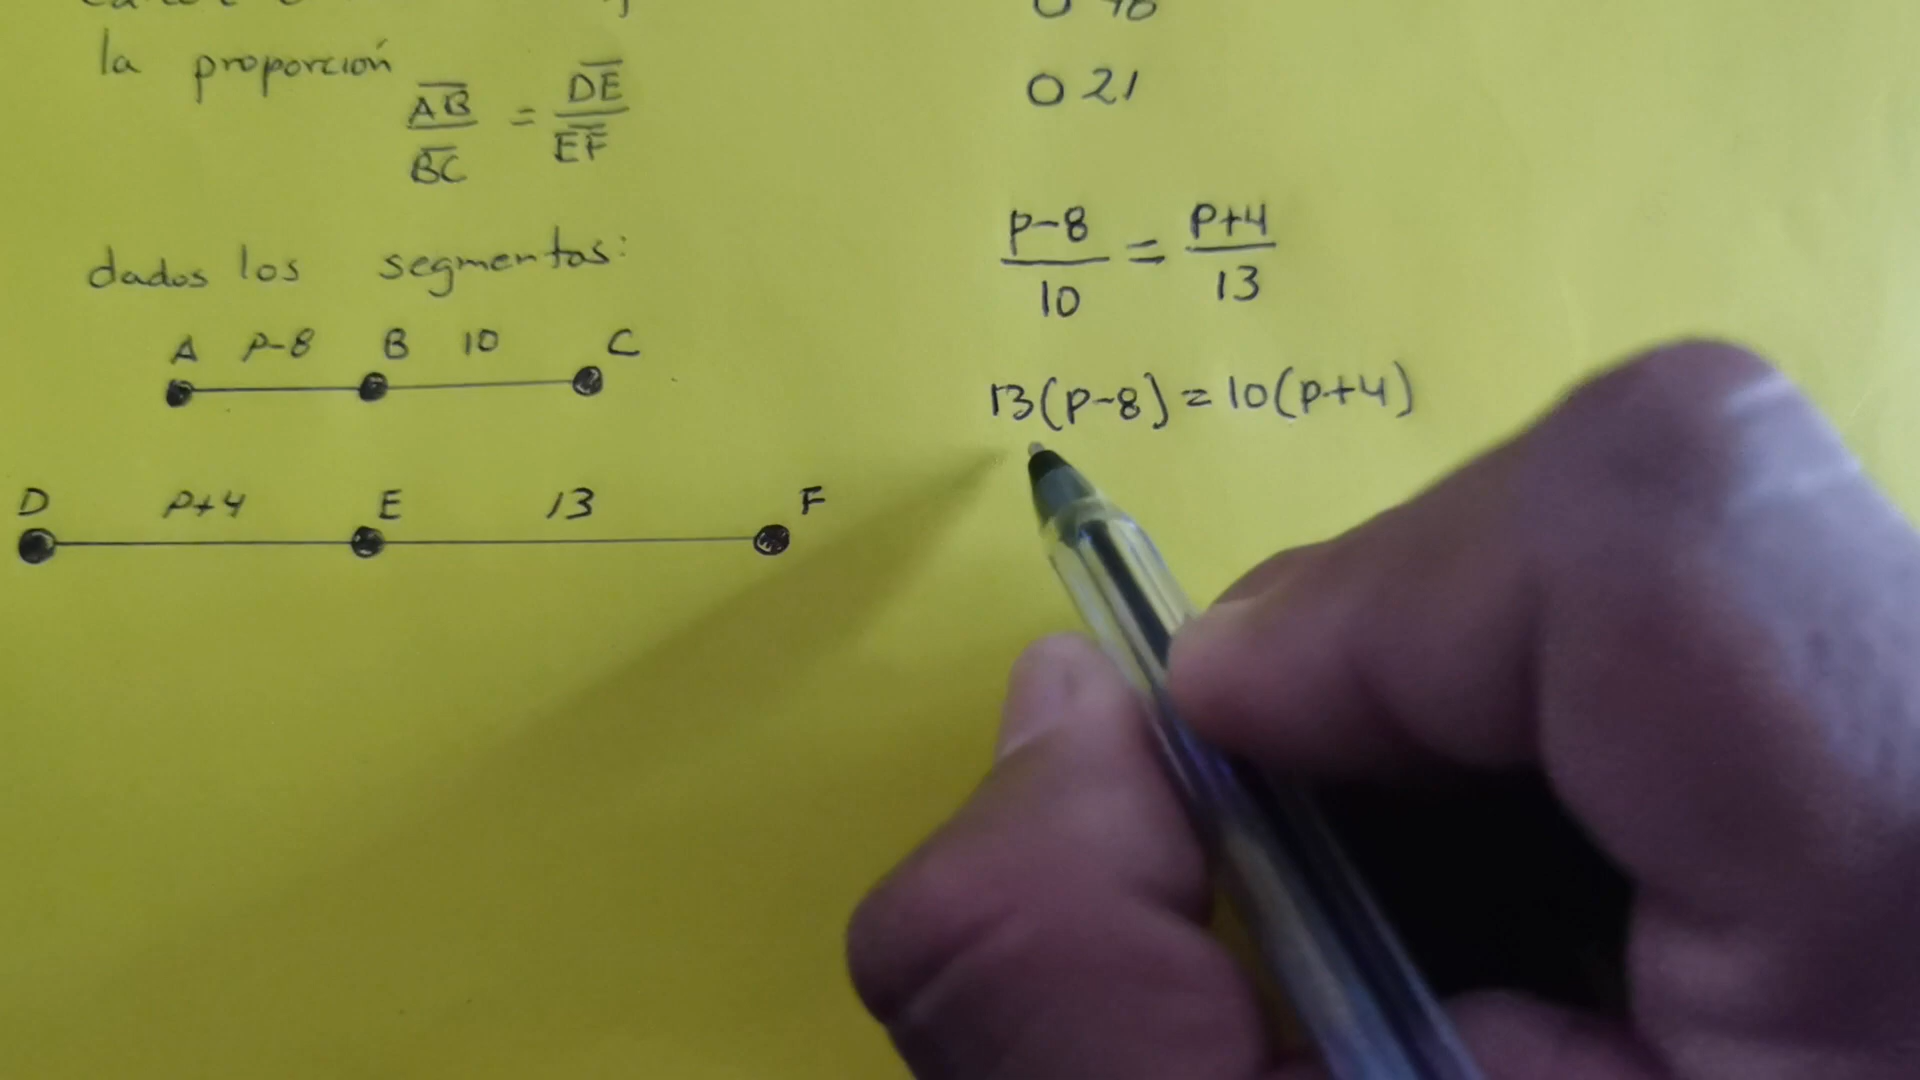 la proporción
AB = DE
BC EF
dados los segmentos:
A p-8 B 10 C
D p+4 E 13 F
O 21
p-8 = p+4
10 13
13(p-8)=10(p+4)